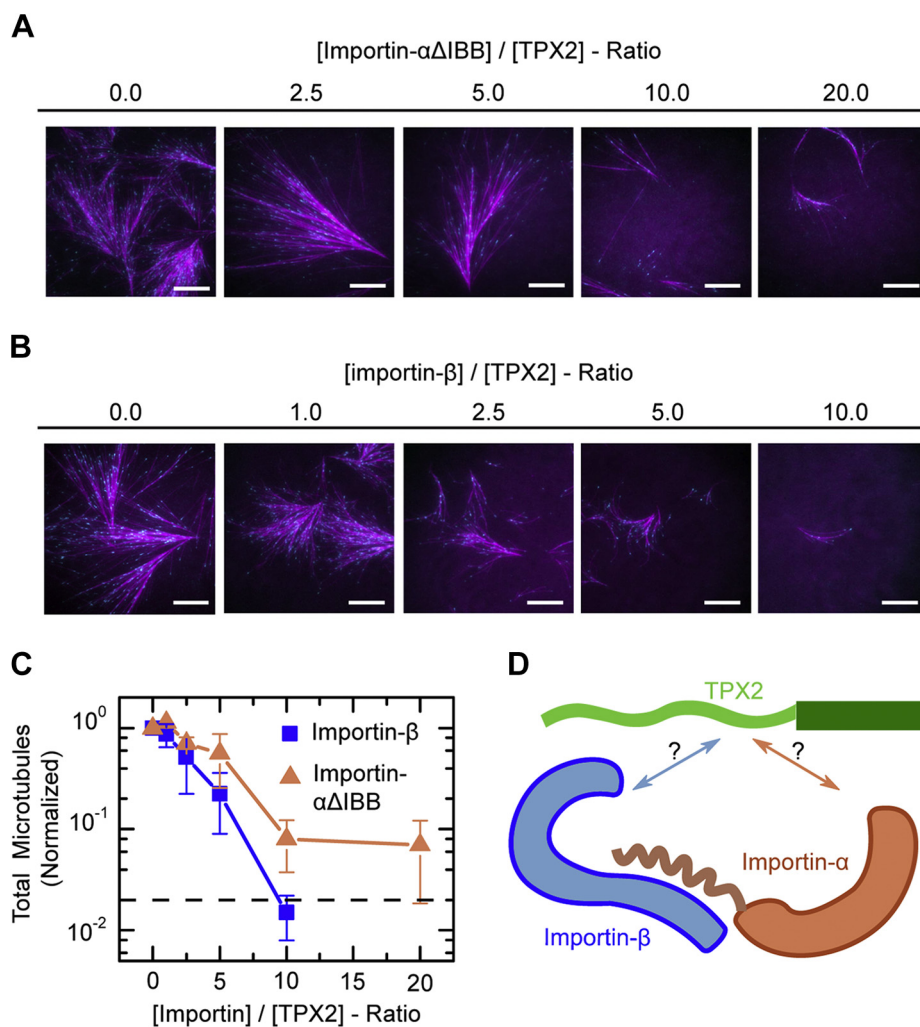 A
[Importin-αΔIBB] / [TPX2] - Ratio
0.0 2.5 5.0 10.0 20.0
B
[importin-β] / [TPX2] - Ratio
0.0 1.0 2.5 5.0 10.0
C
Total Microtubules
(Normalized)
10⁰
10⁻¹
10⁻²
Importin-β
Importin-
αΔIBB
0 5 10 15 20
[Importin] / [TPX2] - Ratio
D
TPX2
? ?
Importin-α
Importin-β